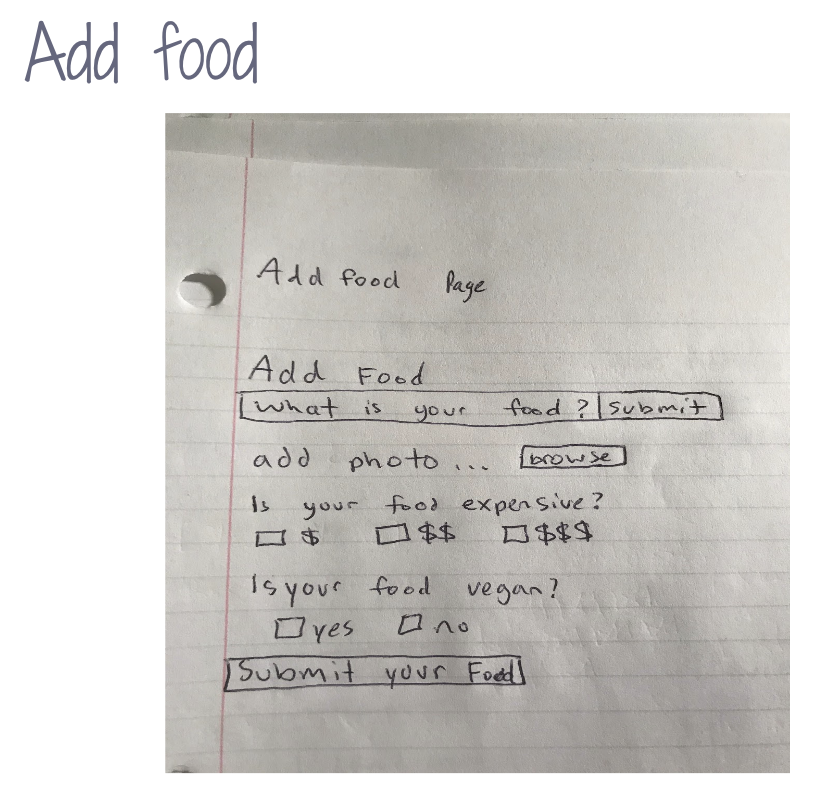 Add food
Add food Page
Add Food
What is your food? submit
add photo... browse
Is your food expensive?
$ $$ $$$
Is your food vegan?
yes no
Submit your Food